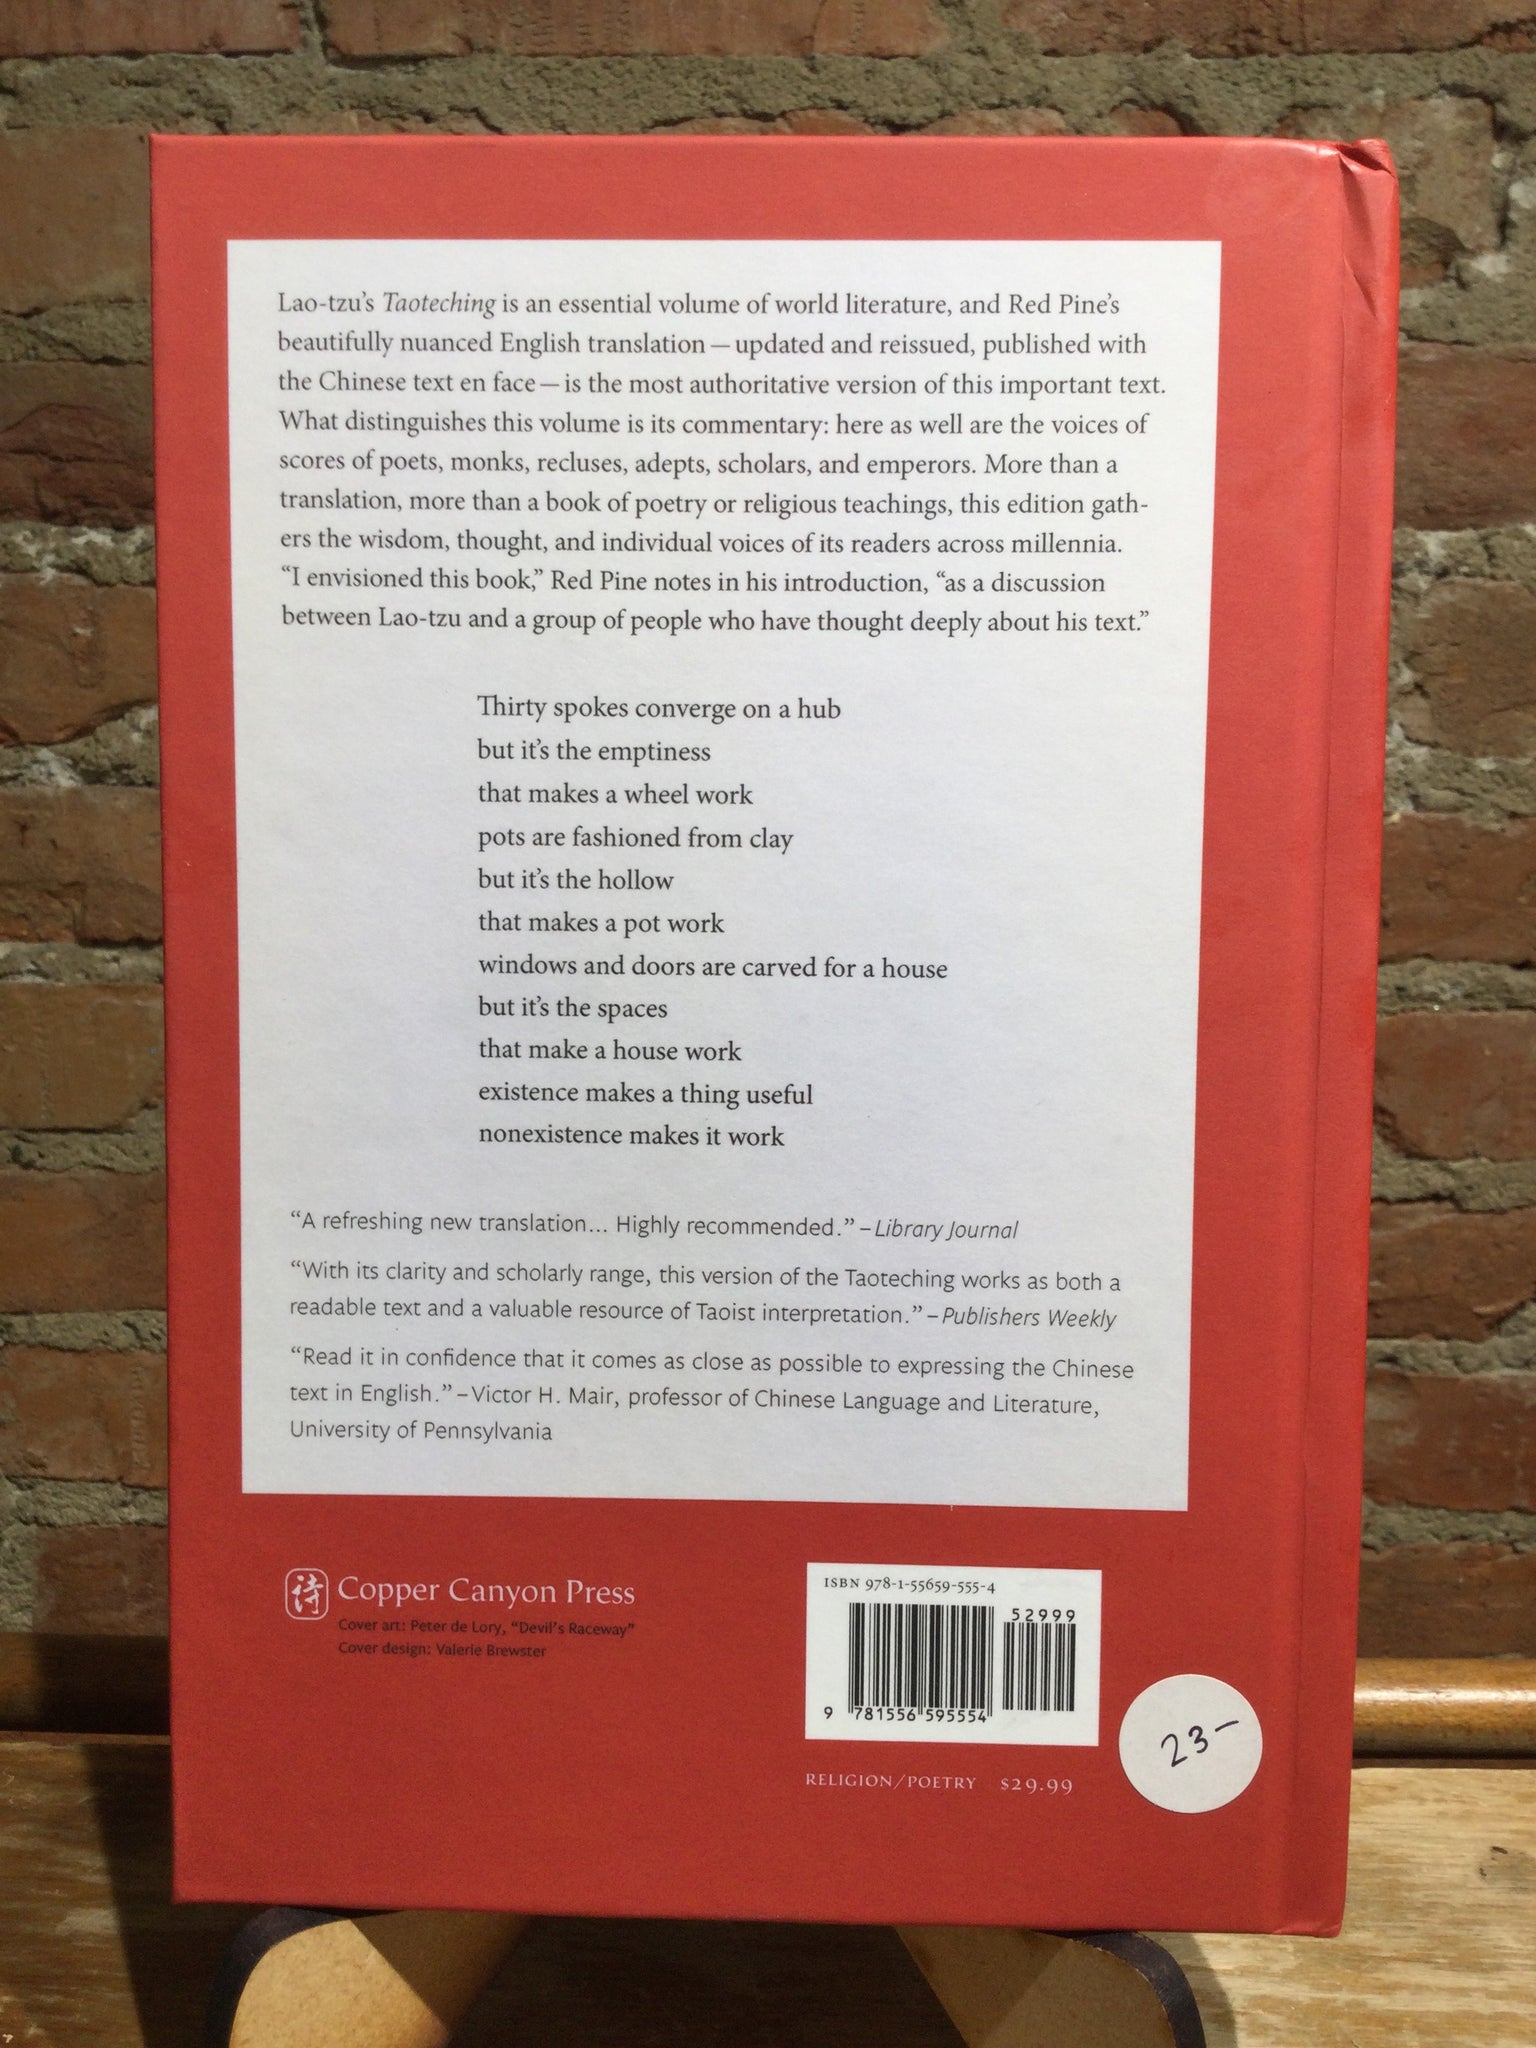 Lao-tzu's Taoteching is an essential volume of world literature, and Red Pine's
beautifully nuanced English translation — updated and reissued, published with
the Chinese text en face — is the most authoritative version of this important text.
What distinguishes this volume is its commentary: here as well are the voices of
scores of poets, monks, recluses, adepts, scholars, and emperors. More than a
translation, more than a book of poetry or religious teachings, this edition gath-
ers the wisdom, thought, and individual voices of its readers across millennia.
“I envisioned this book,” Red Pine notes in his introduction, “as a discussion
between Lao-tzu and a group of people who have thought deeply about his text.”
Thirty spokes converge on a hub
but it's the emptiness
that makes a wheel work
pots are fashioned from clay
but it's the hollow
that makes a pot work
windows and doors are carved for a house
but it's the spaces
that make a house work
existence makes a thing useful
nonexistence makes it work
“A refreshing new translation... Highly recommended.” – Library Journal
“With its clarity and scholarly range, this version of the Taoteching works as both a
readable text and a valuable resource of Taoist interpretation.” – Publishers Weekly
“Read it in confidence that it comes as close as possible to expressing the Chinese
text in English.” – Victor H. Mair, professor of Chinese Language and Literature,
University of Pennsylvania
詩 Copper Canyon Press
Cover art: Peter de Lory, “Devil's Raceway”
Cover design: Valerie Brewster
ISBN 978-1-55659-555-4
52999
9 781556 595554
RELIGION/POETRY $29.99
23–